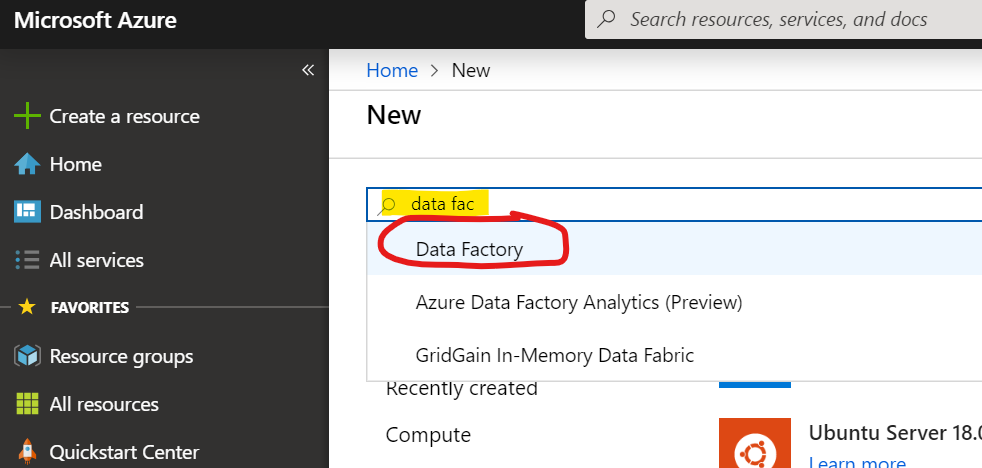 Microsoft Azure
Search resources, services, and docs
«
Create a resource
Home
Dashboard
All services
FAVORITES
Resource groups
All resources
Quickstart Center
Home > New
New
data fac
Data Factory
Azure Data Factory Analytics (Preview)
GridGain In-Memory Data Fabric
Recently created
Compute
Ubuntu Server 18.0
Learn more